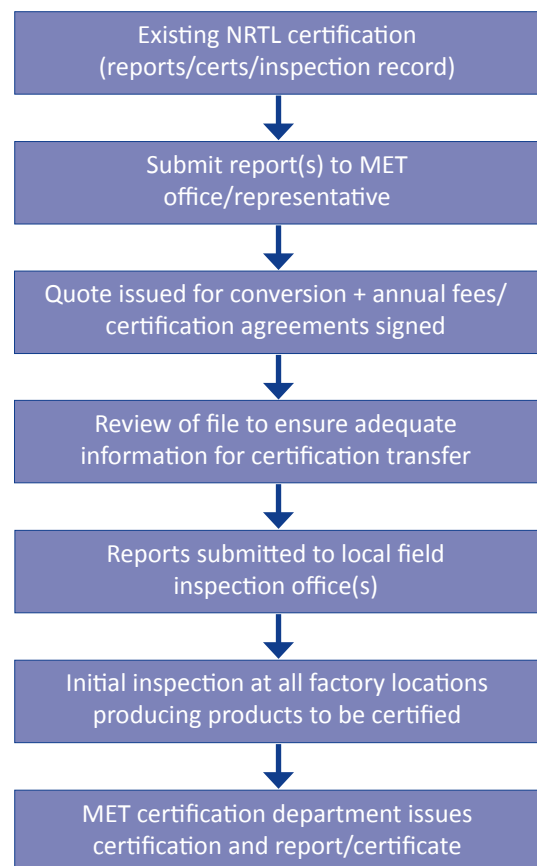 Existing NRTL certification
(reports/certs/inspection record)
Submit report(s) to MET
office/representative
Quote issued for conversion + annual fees/
certification agreements signed
Review of file to ensure adequate
information for certification transfer
Reports submitted to local field
inspection office(s)
Initial inspection at all factory locations
producing products to be certified
MET certification department issues
certification and report/certificate